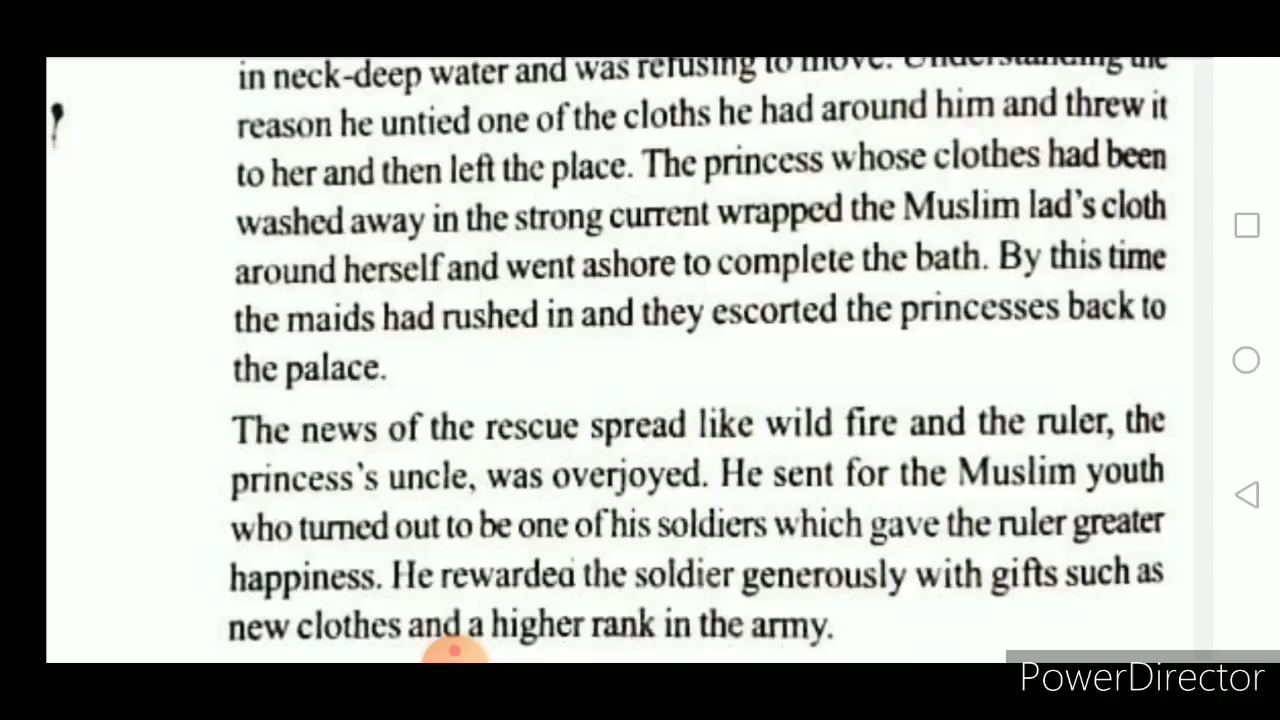 in neck-deep water and was refusing to move. Understanding the
reason he untied one of the cloths he had around him and threw it
to her and then left the place. The princess whose clothes had been
washed away in the strong current wrapped the Muslim lad's cloth
around herself and went ashore to complete the bath. By this time
the maids had rushed in and they escorted the princesses back to
the palace.
The news of the rescue spread like wild fire and the ruler, the
princess's uncle, was overjoyed. He sent for the Muslim youth
who turned out to be one of his soldiers which gave the ruler greater
happiness. He rewarded the soldier generously with gifts such as
new clothes and a higher rank in the army.
PowerDirector